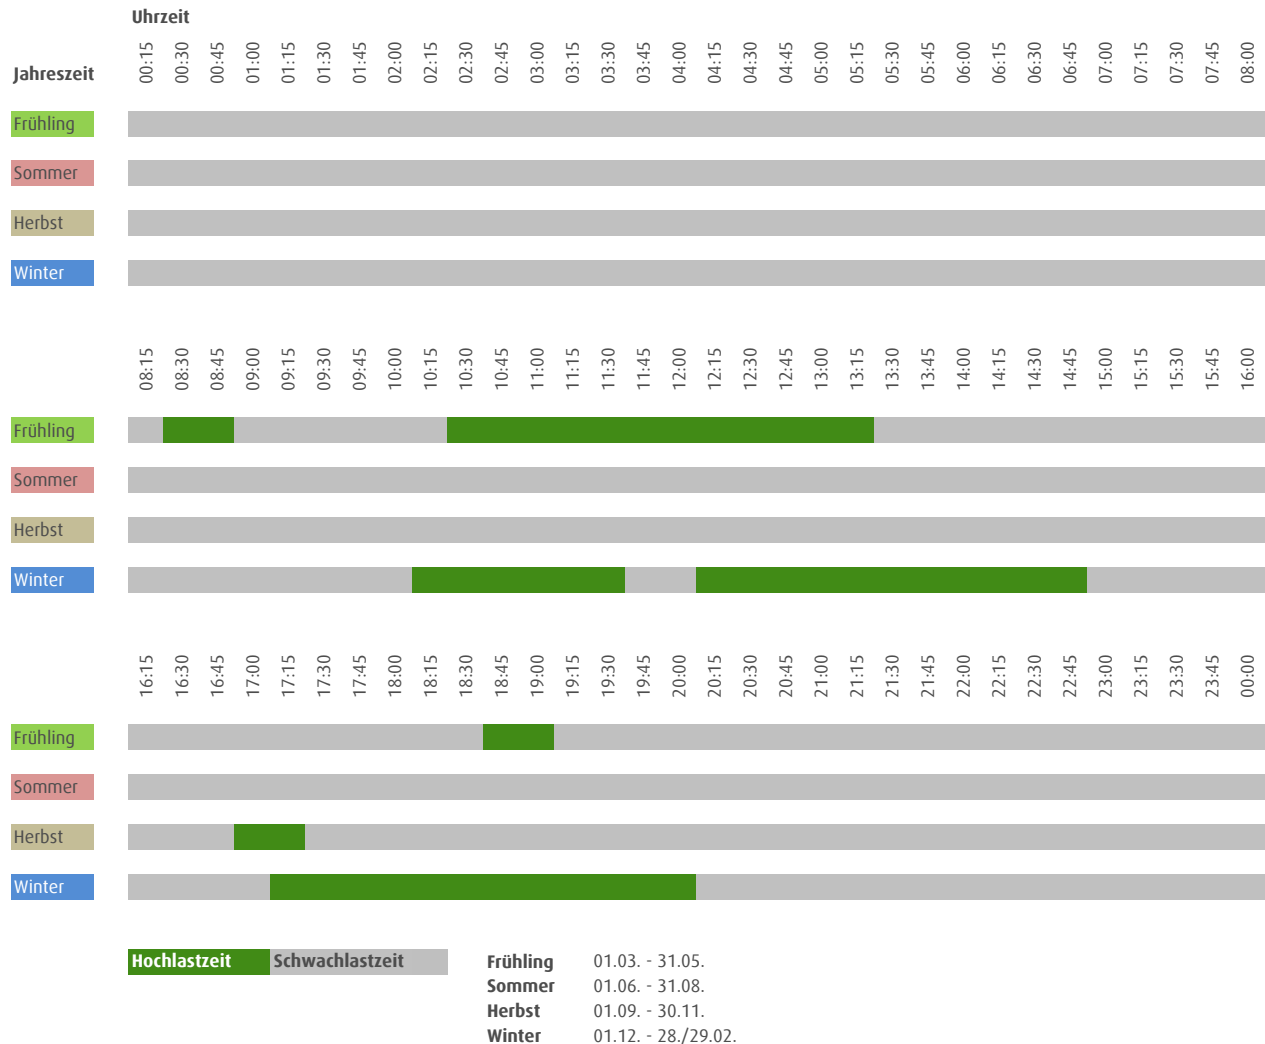 Uhrzeit
Jahreszeit 00:15 00:30 00:45 01:00 01:15 01:30 01:45 02:00 02:15 02:30 02:45 03:00 03:15 03:30 03:45 04:00 04:15 04:30 04:45 05:00 05:15 05:30 05:45 06:00 06:15 06:30 06:45 07:00 07:15 07:30 07:45 08:00
Frühling
Sommer
Herbst
Winter
08:15 08:30 08:45 09:00 09:15 09:30 09:45 10:00 10:15 10:30 10:45 11:00 11:15 11:30 11:45 12:00 12:15 12:30 12:45 13:00 13:15 13:30 13:45 14:00 14:15 14:30 14:45 15:00 15:15 15:30 15:45 16:00
Frühling
Sommer
Herbst
Winter
16:15 16:30 16:45 17:00 17:15 17:30 17:45 18:00 18:15 18:30 18:45 19:00 19:15 19:30 19:45 20:00 20:15 20:30 20:45 21:00 21:15 21:30 21:45 22:00 22:15 22:30 22:45 23:00 23:15 23:30 23:45 00:00
Frühling
Sommer
Herbst
Winter
Hochlastzeit Schwachlastzeit
Frühling 01.03. - 31.05.
Sommer 01.06. - 31.08.
Herbst 01.09. - 30.11.
Winter 01.12. - 28./29.02.